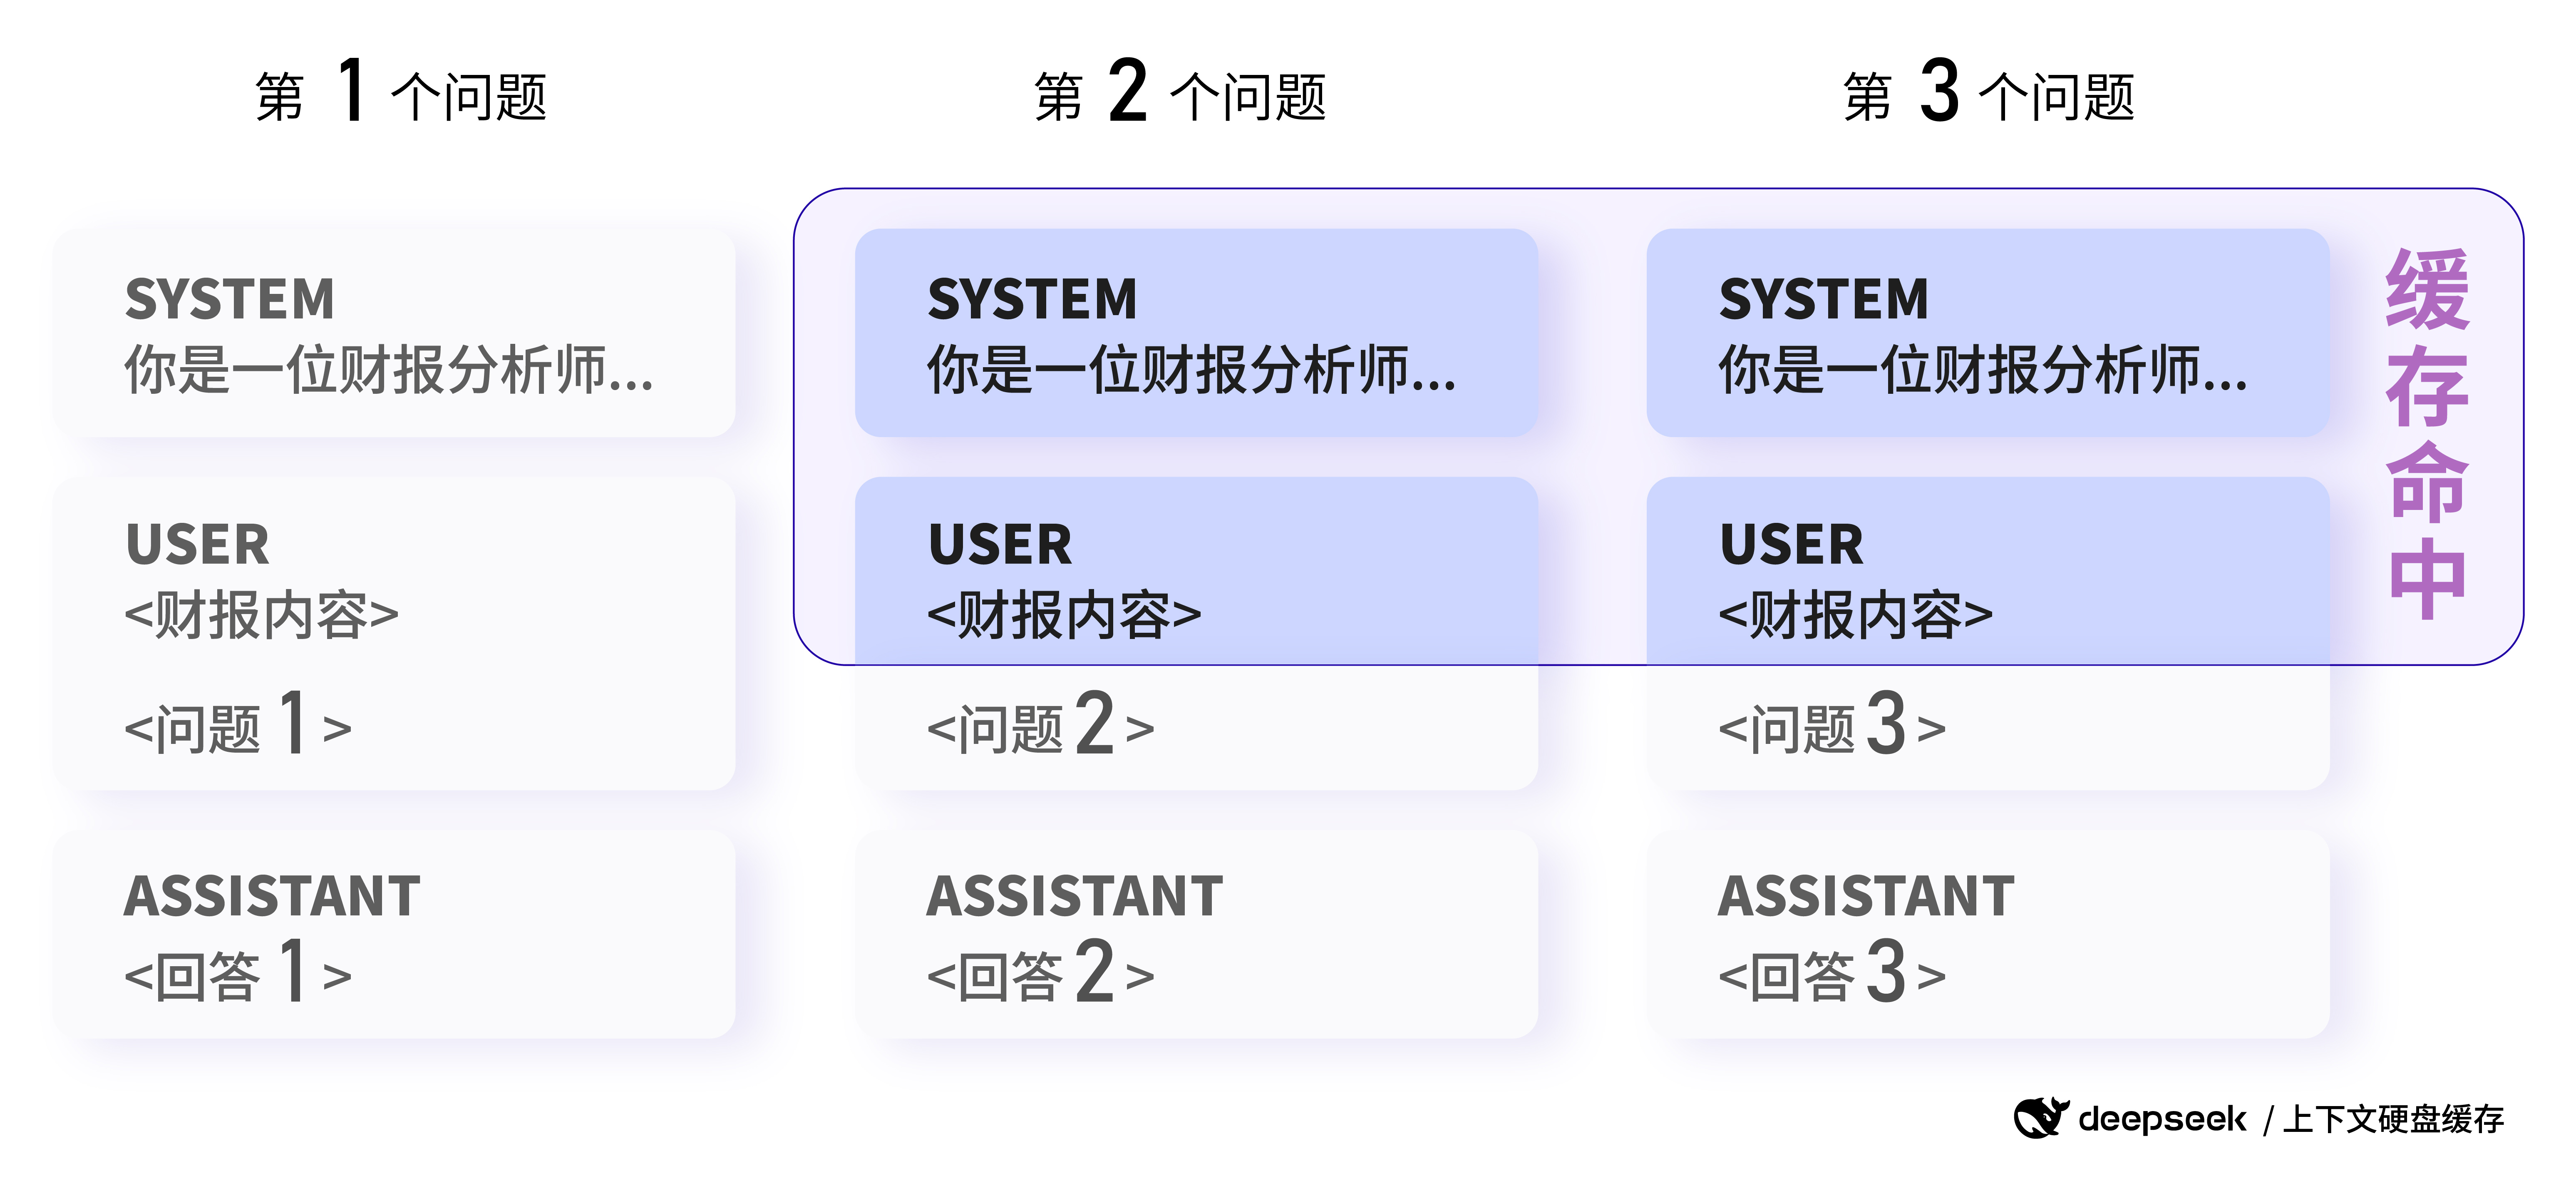 第 1 个问题
第 2 个问题
第 3 个问题
SYSTEM
你是一位财报分析师...
USER
<财报内容>
<问题 1 >
ASSISTANT
<回答 1 >
SYSTEM
你是一位财报分析师...
USER
<财报内容>
<问题 2 >
ASSISTANT
<回答 2 >
SYSTEM
你是一位财报分析师...
USER
<财报内容>
<问题 3 >
ASSISTANT
<回答 3 >
缓存命中
deepseek / 上下文硬盘缓存